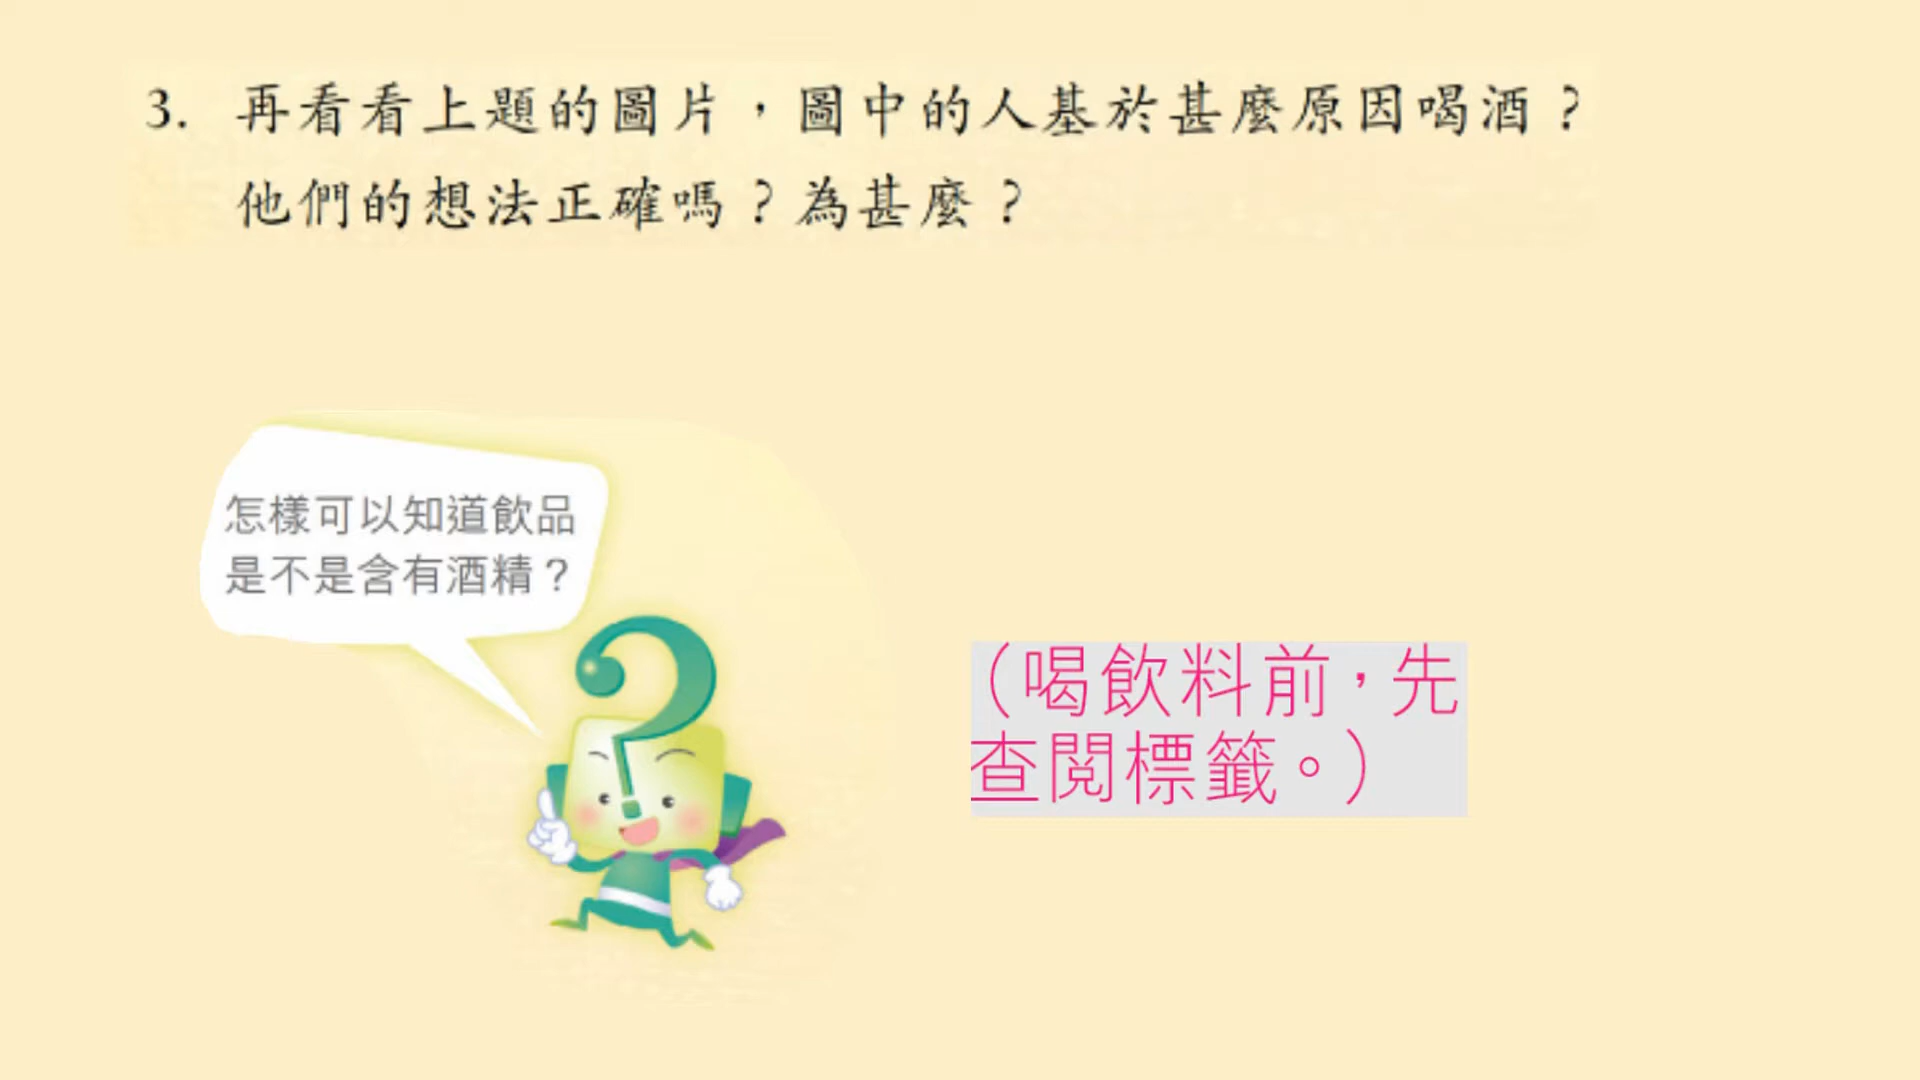 3. 再看看上題的圖片，圖中的人基於甚麼原因喝酒？
他們的想法正確嗎？為甚麼？
怎樣可以知道飲品
是不是含有酒精？
（喝飲料前，先
查閱標籤。）